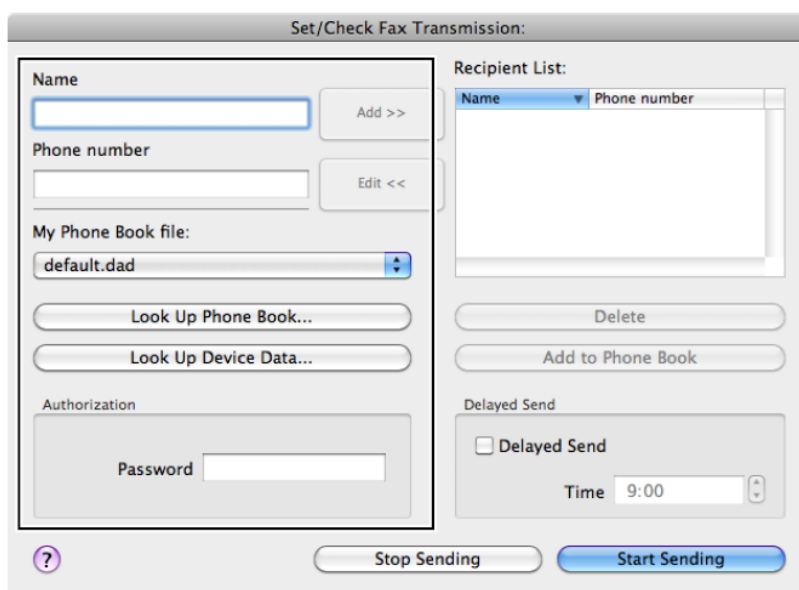 Set/Check Fax Transmission:
Name
Add >>
Phone number
Edit <<
My Phone Book file:
default.dad
Look Up Phone Book...
Look Up Device Data...
Authorization
Password
Recipient List:
Name Phone number
Delete
Add to Phone Book
Delayed Send
Delayed Send
Time 9:00
?
Stop Sending
Start Sending